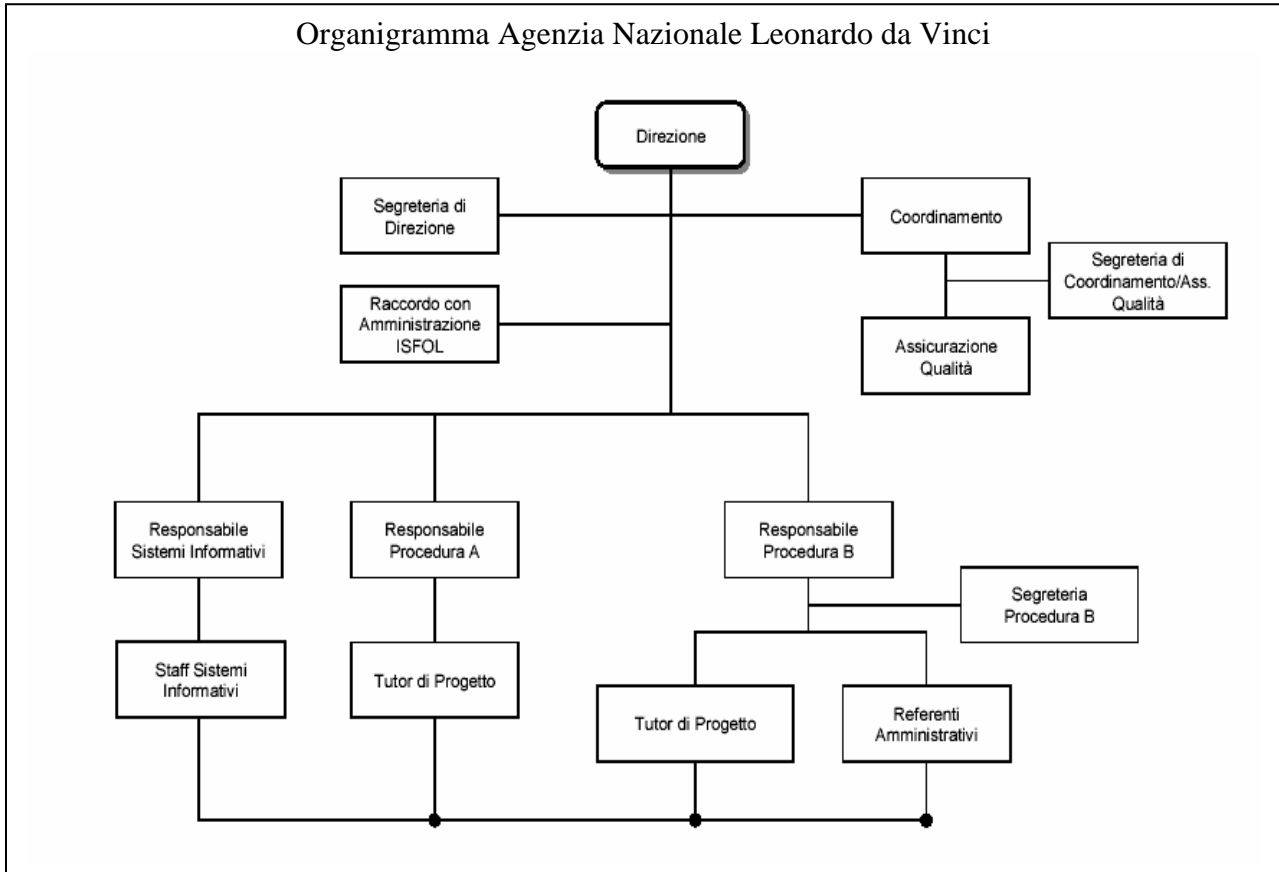 Organigramma Agenzia Nazionale Leonardo da Vinci
Direzione
Segreteria di
Direzione
Coordinamento
Segreteria di
Coordinamento/Ass.
Qualità
Raccordo con
Amministrazione
ISFOL
Assicurazione
Qualità
Responsabile
Sistemi Informativi
Responsabile
Procedura A
Responsabile
Procedura B
Segreteria
Procedura B
Staff Sistemi
Informativi
Tutor di Progetto
Tutor di Progetto
Referenti
Amministrativi